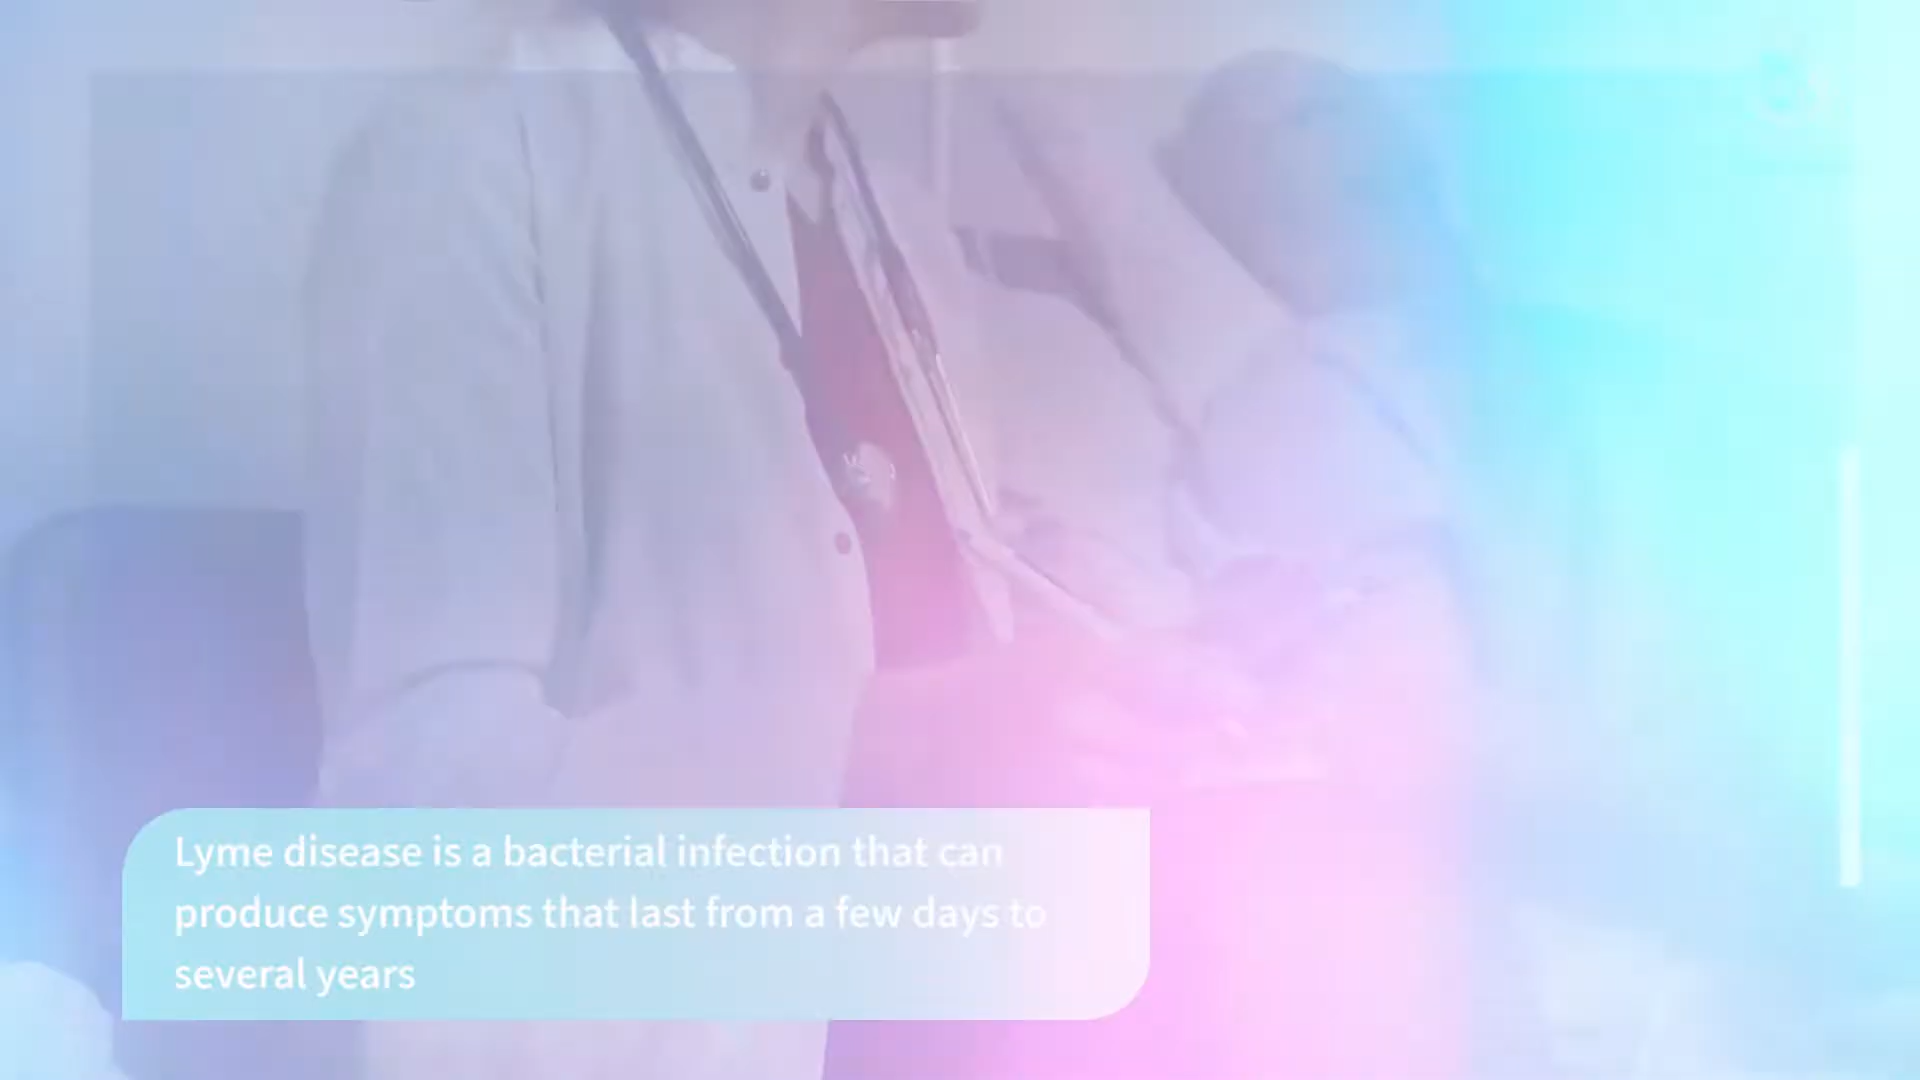 Lyme disease is a bacterial infection that can
produce symptoms that last from a few days to
several years